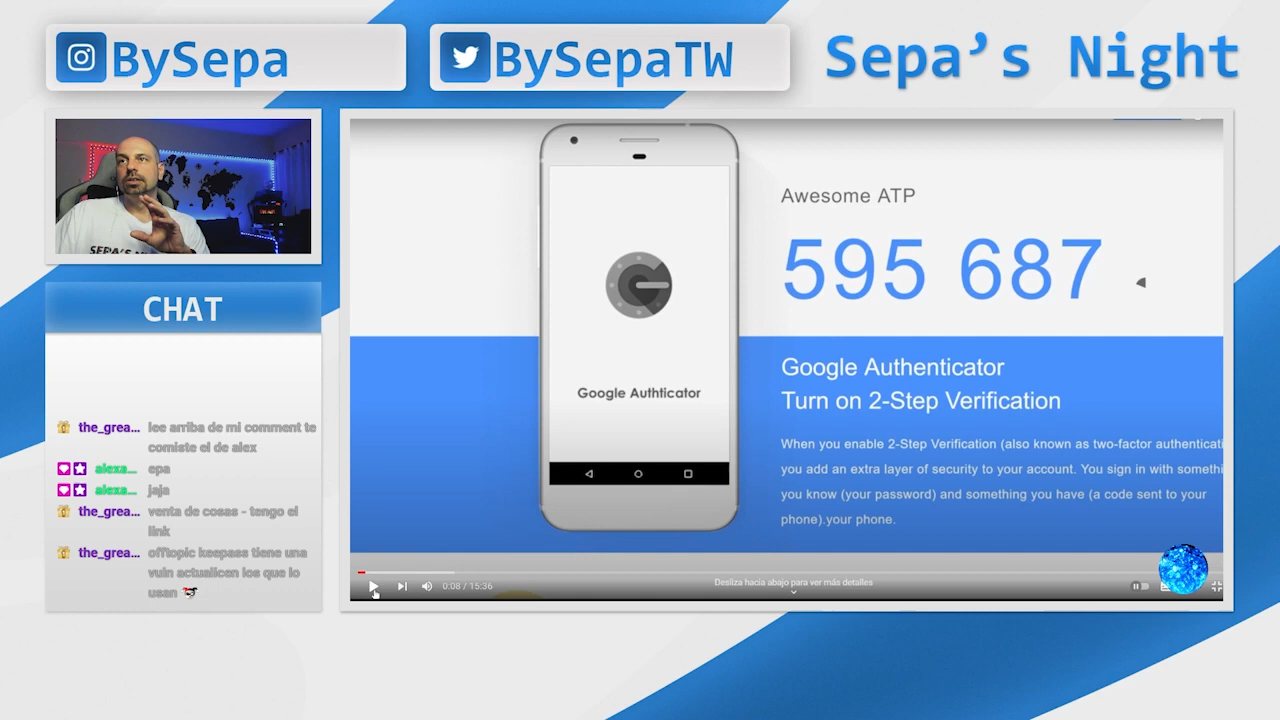 BySepa
BySepaTW
Sepa's Night
CHAT
the_grea... lee arriba de mi comment te
comiste el de alex
alexa... epa
alexa... jaja
the_grea... venta de cosas - tengo el
link
the_grea... offtopic keepass tiene una
vuln actualicen los que lo
usan
Google Authticator
Awesome ATP
595 687
Google Authenticator
Turn on 2-Step Verification
When you enable 2-Step Verification (also known as two-factor authenticati
you add an extra layer of security to your account. You sign in with somethi
you know (your password) and something you have (a code sent to your
phone).your phone.
0:08 / 15:36
Desliza hacia abajo para ver más detalles